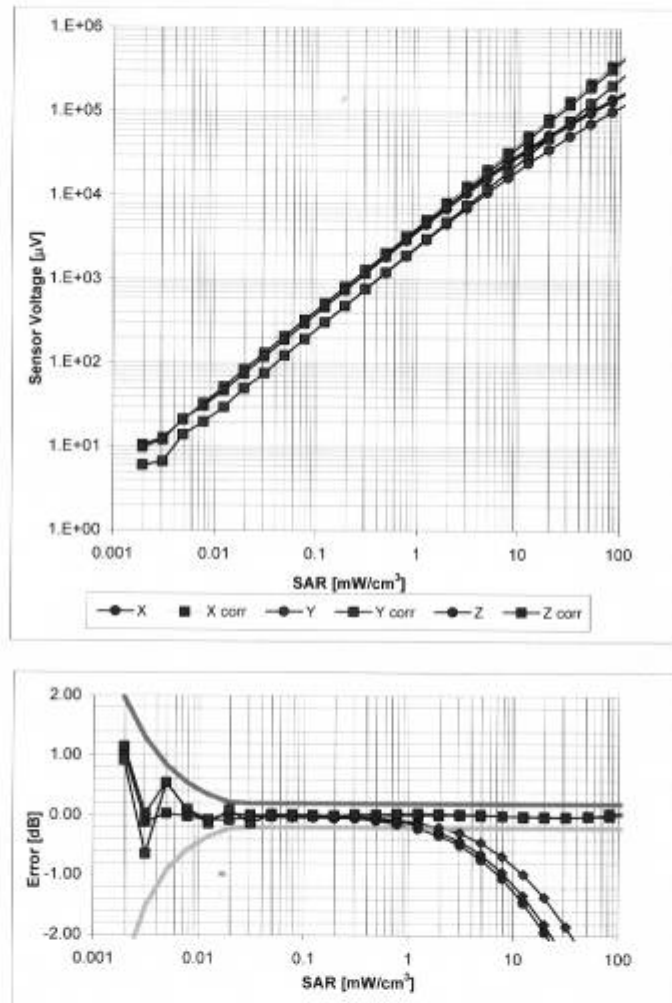 1.E+06
1.E+05
1.E+04
1.E+03
1.E+02
1.E+01
1.E+00
Sensor Voltage [µV]
0.001 0.01 0.1 1 10 100
SAR [mW/cm³]
X X corr Y Y corr Z Z corr
2.00
1.00
0.00
-1.00
-2.00
Error [dB]
0.001 0.01 0.1 1 10 100
SAR [mW/cm³]